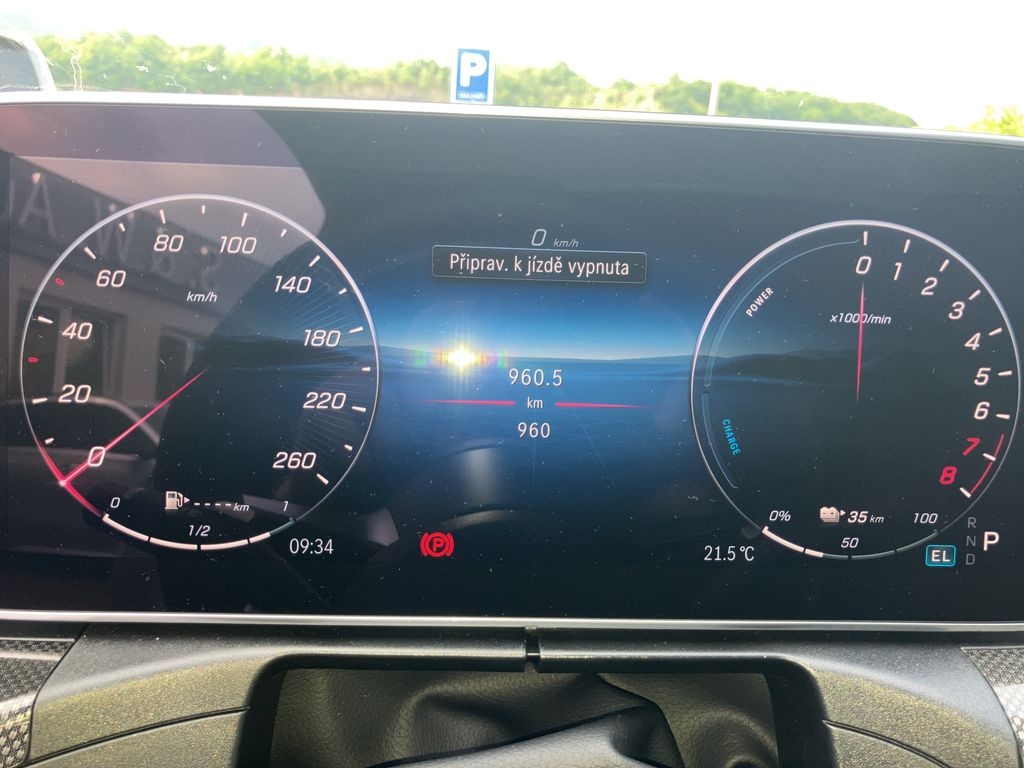 P
0 km/h
Připrav. k jízdě vypnuta
960.5
km
960
0
20
40
60
80
100
140
180
220
260
km/h
0
1/2
1
---- km
09:34
P
POWER
CHARGE
0
1
2
3
4
5
6
7
8
x1000/min
0%
50
100
35 km
21.5 °C
EL
R
N
D
P